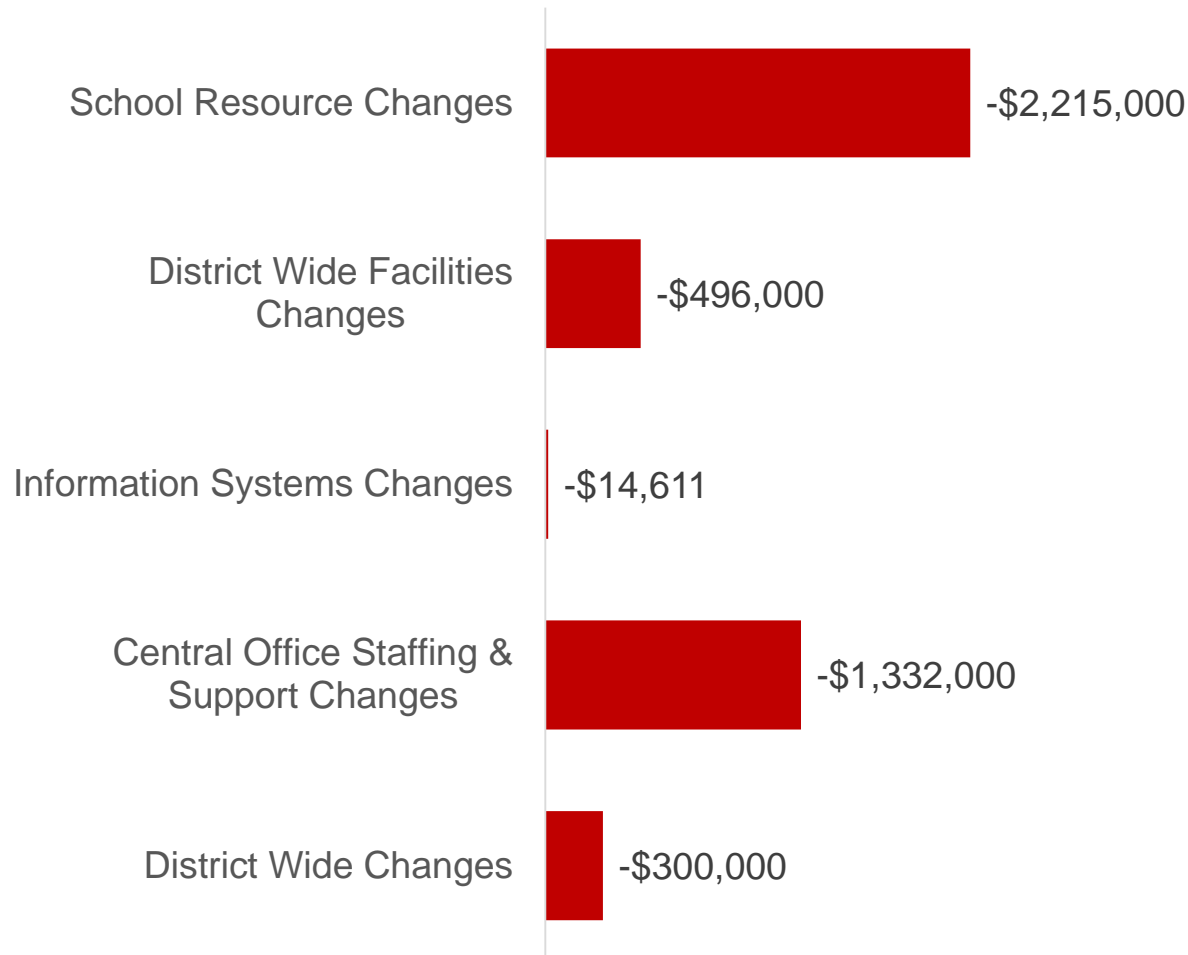 School Resource Changes
-$2,215,000
District Wide Facilities
Changes
-$496,000
Information Systems Changes
-$14,611
Central Office Staffing &
Support Changes
-$1,332,000
District Wide Changes
-$300,000